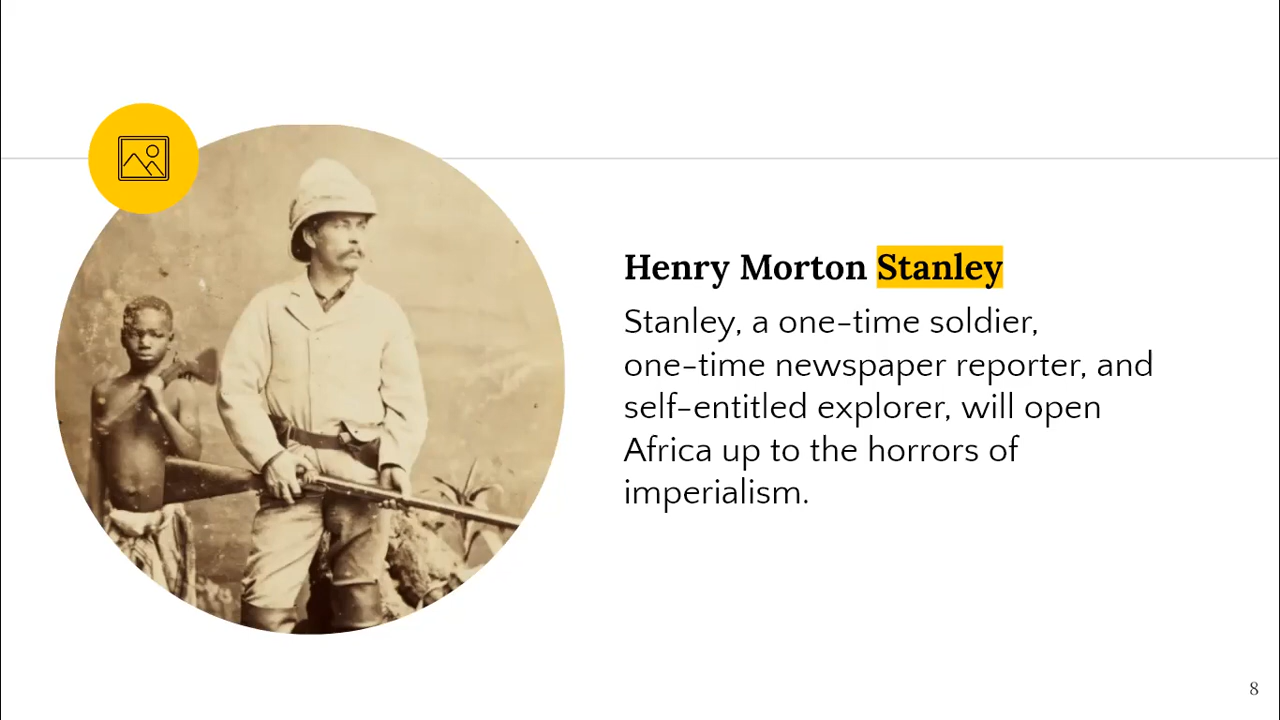 Henry Morton Stanley
Stanley, a one-time soldier,
one-time newspaper reporter, and
self-entitled explorer, will open
Africa up to the horrors of
imperialism.
8